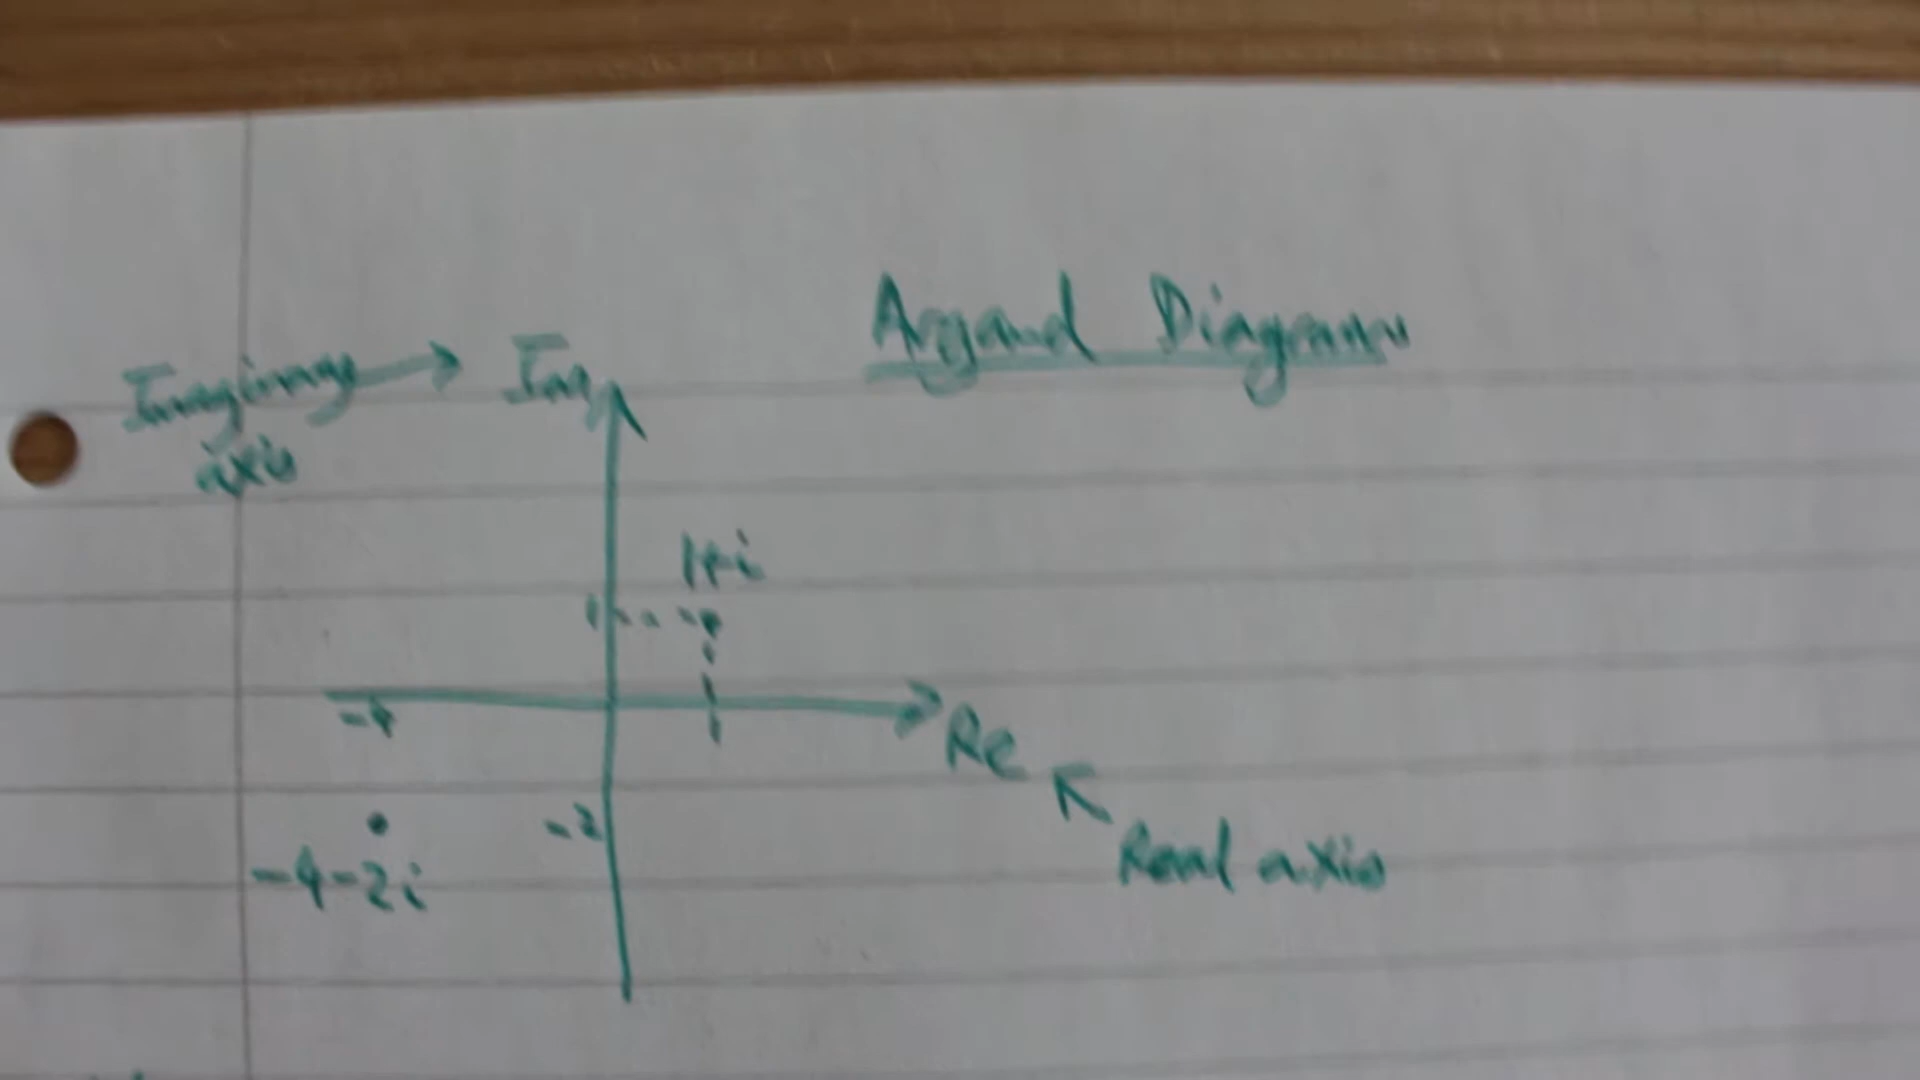 Argand Diagram
Imaginary
axis
Im
1+i
1
-4
1
Re
-2
-4-2i
Real axis